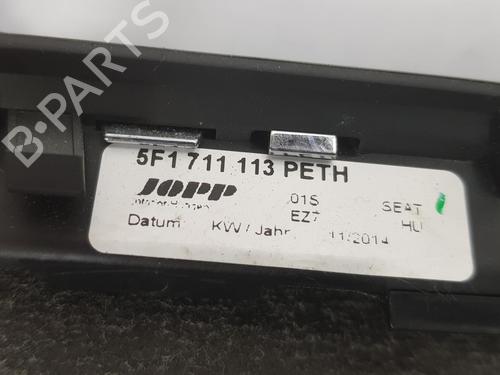 B-PARTS
5F1 711 113 PETH
JOPP 01S SEAT
EZ7 HU
Datum KW / Jahr 11/2014